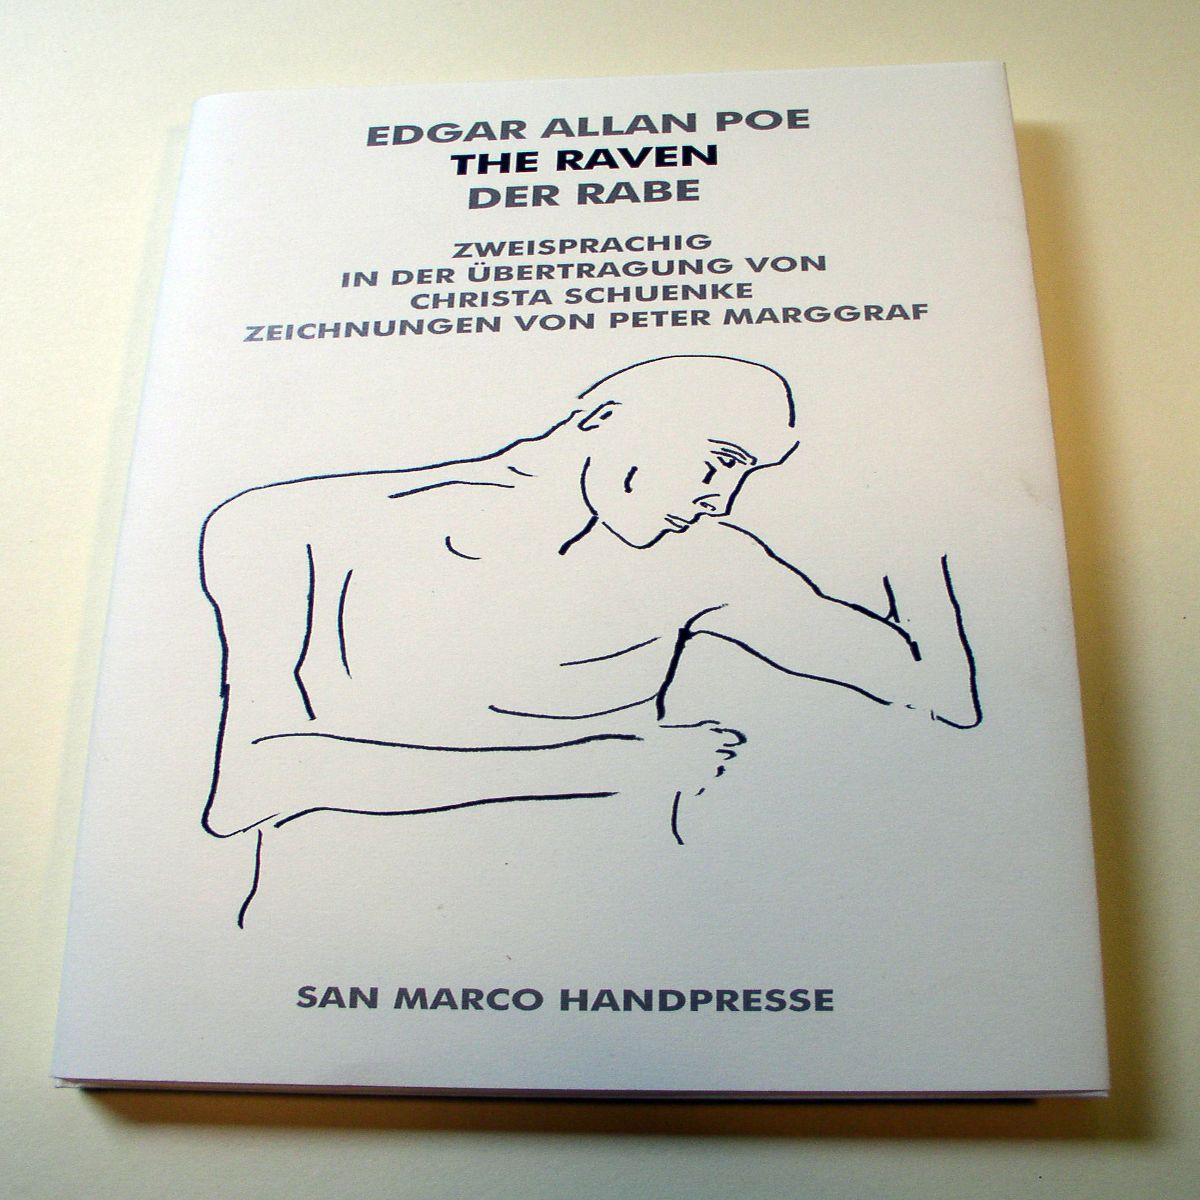 EDGAR ALLAN POE
THE RAVEN
DER RABE
ZWEISPRACHIG
IN DER ÜBERTRAGUNG VON
CHRISTA SCHUENKE
ZEICHNUNGEN VON PETER MARGGRAF
SAN MARCO HANDPRESSE